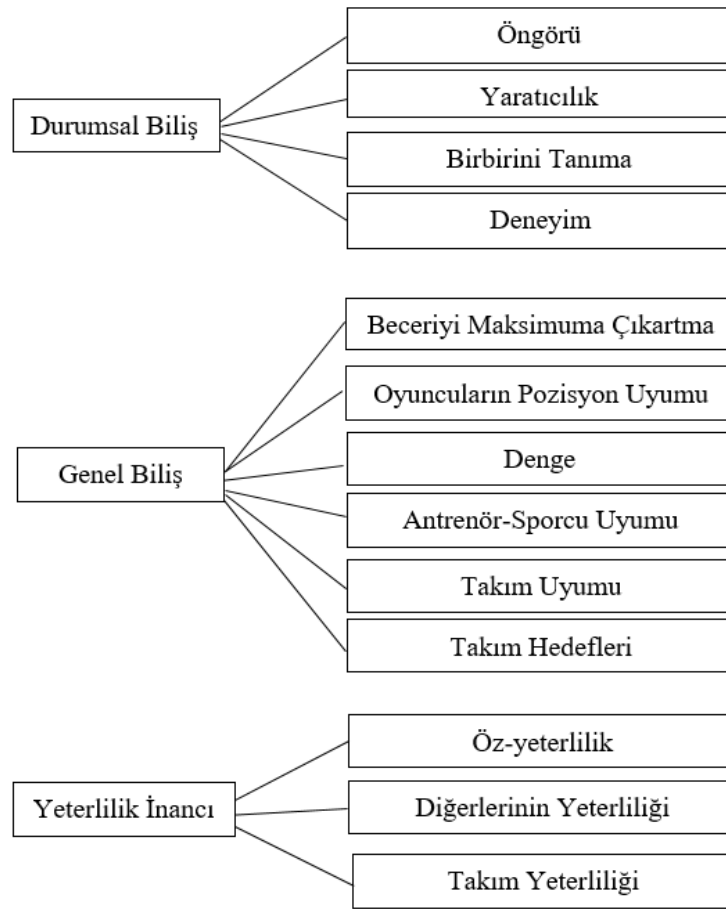 Durumsal Biliş
Öngörü
Yaratıcılık
Birbirini Tanıma
Deneyim
Genel Biliş
Beceriyi Maksimuma Çıkartma
Oyuncuların Pozisyon Uyumu
Denge
Antrenör-Sporcu Uyumu
Takım Uyumu
Takım Hedefleri
Yeterlilik İnancı
Öz-yeterlilik
Diğerlerinin Yeterliliği
Takım Yeterliliği